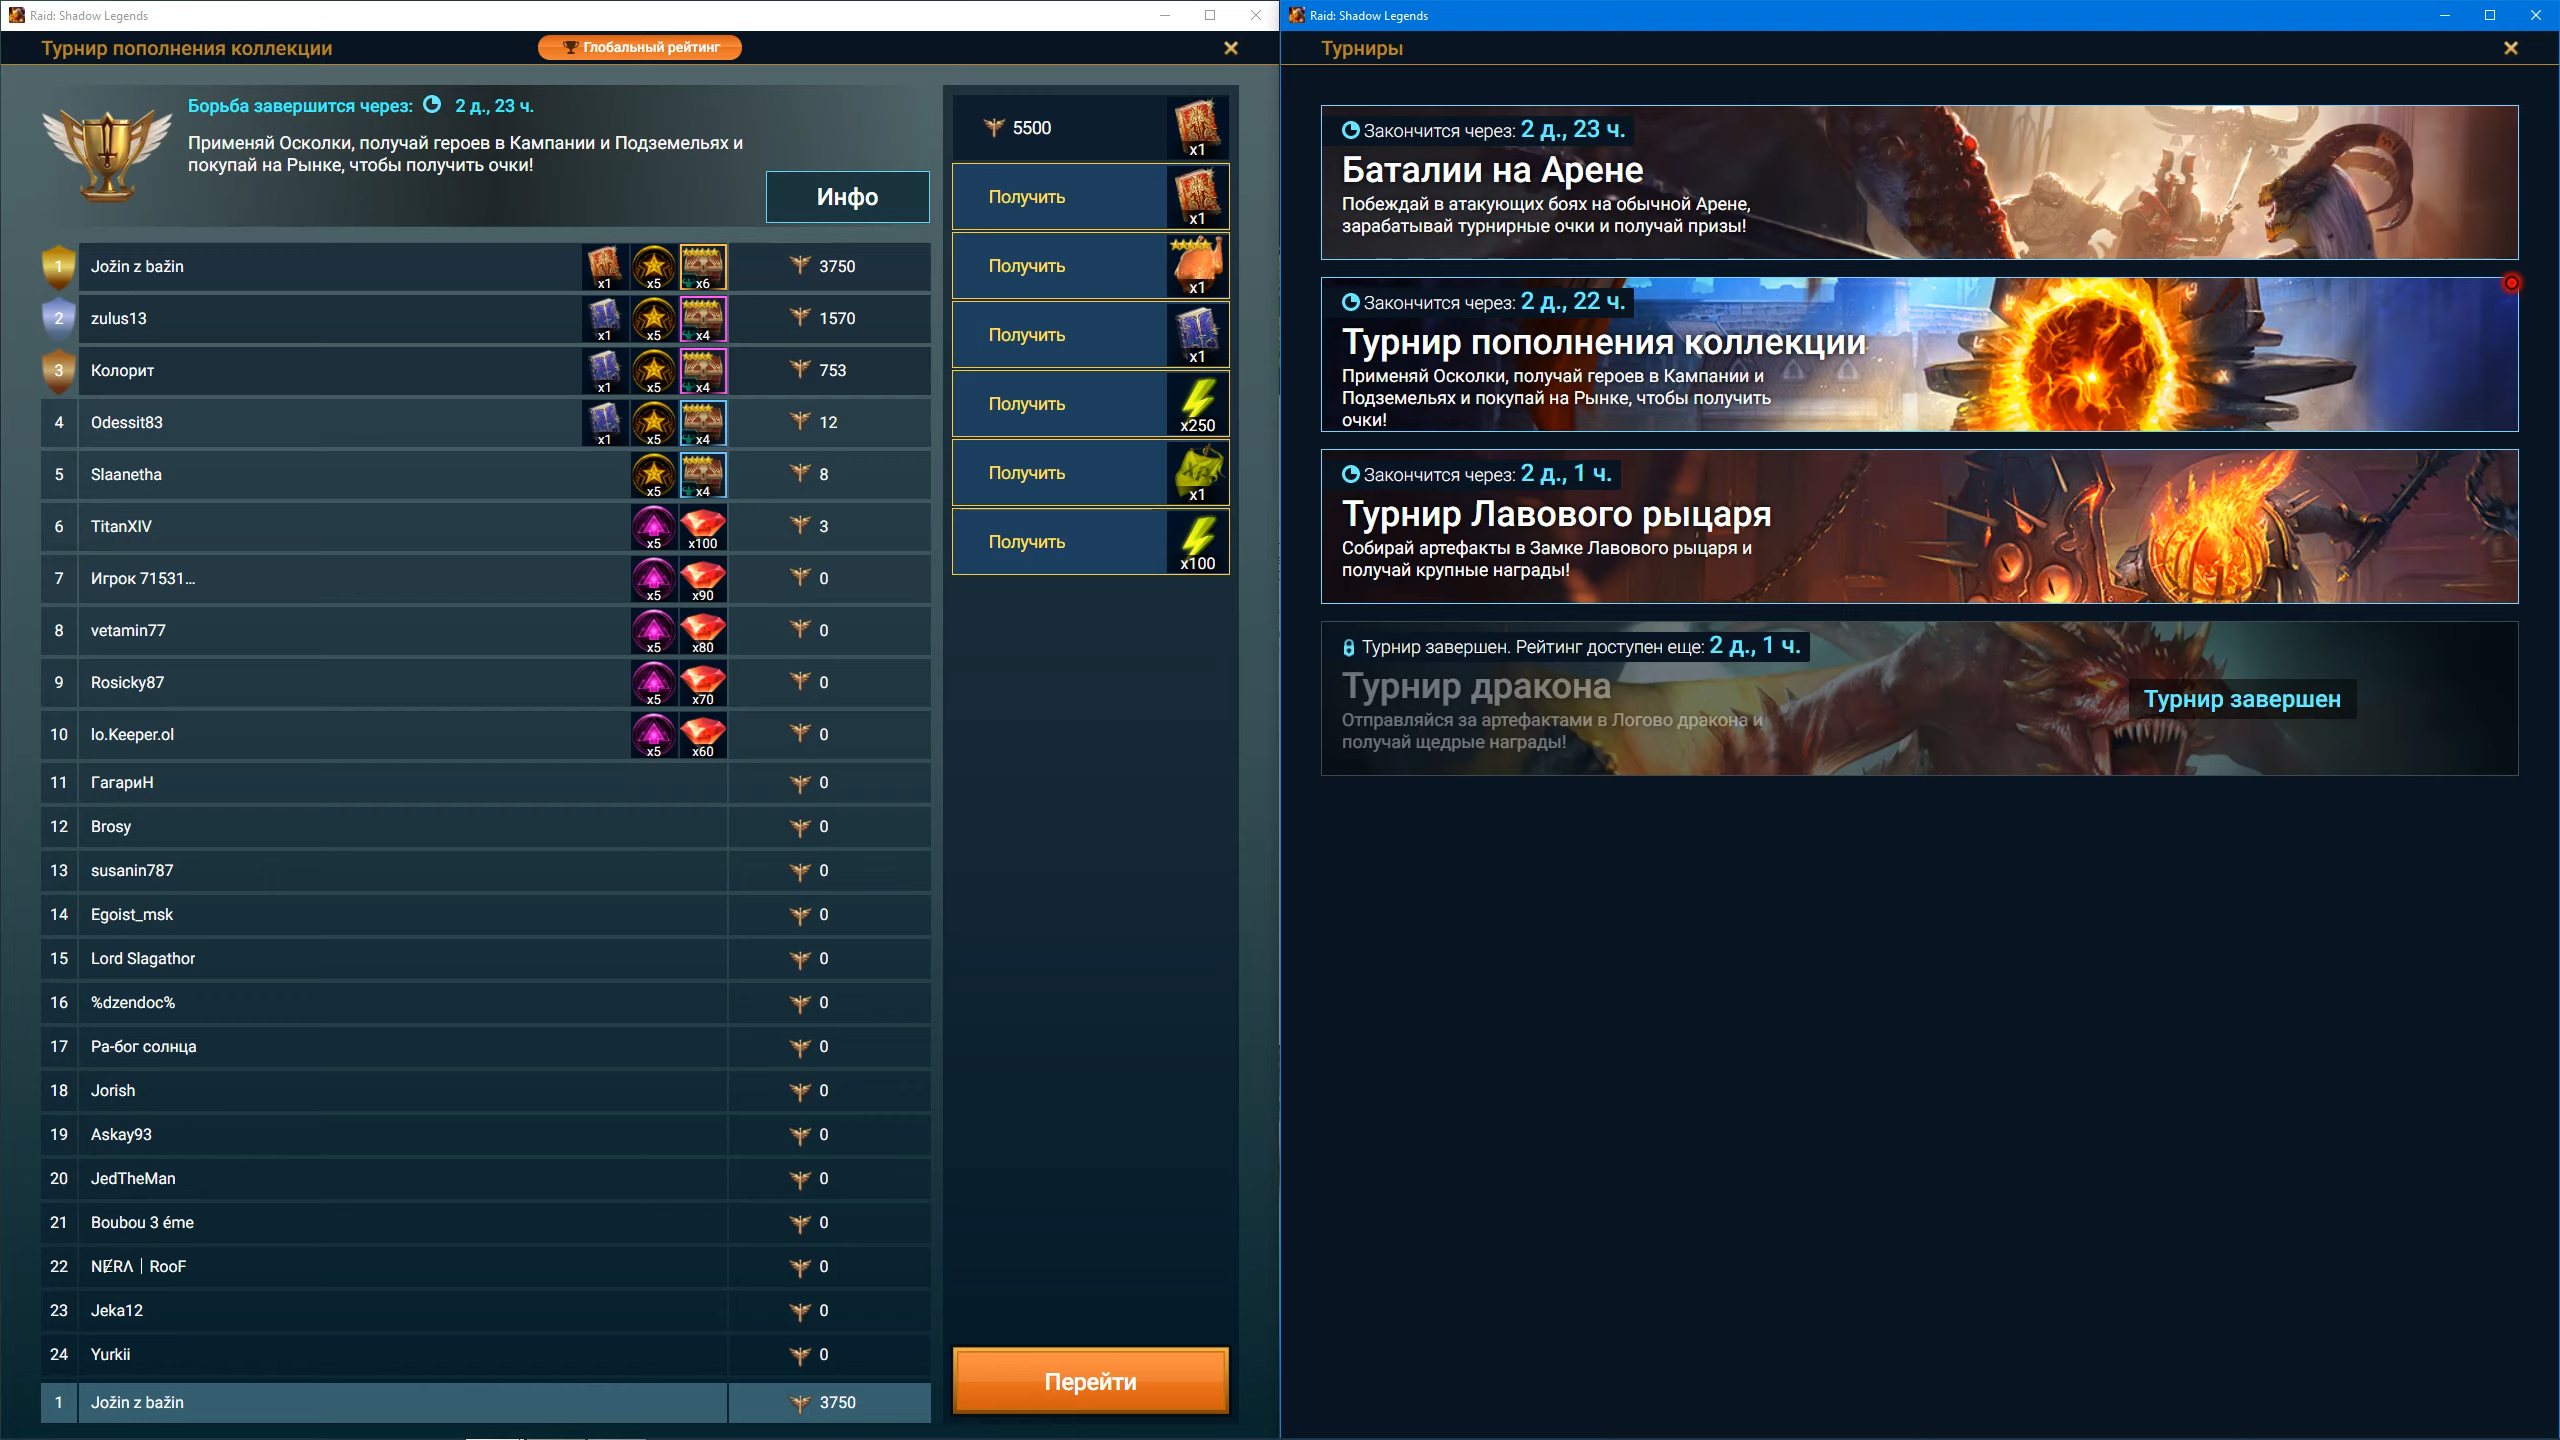 Raid: Shadow Legends
Турнир пополнения коллекции
Глобальный рейтинг
Борьба завершится через: 2 д., 23 ч.
Применяй Осколки, получай героев в Кампании и Подземельях и
покупай на Рынке, чтобы получить очки!
Инфо
1 Jožin z bažin x1 x5 x6 3750
2 zulus13 x1 x5 x4 1570
3 Колорит x1 x5 x4 753
4 Odessit83 x1 x5 x4 12
5 Slaanetha x5 x4 8
6 TitanXIV x5 x100 3
7 Игрок 71531... x5 x90 0
8 vetamin77 x5 x80 0
9 Rosicky87 x5 x70 0
10 lo.Keeper.ol x5 x60 0
11 ГагариН 0
12 Brosy 0
13 susanin787 0
14 Egoist_msk 0
15 Lord Slagathor 0
16 %dzendoc% 0
17 Ра-бог солнца 0
18 Jorish 0
19 Askay93 0
20 JedTheMan 0
21 Boubou 3 éme 0
22 NɆRΛ | RooF 0
23 Jeka12 0
24 Yurkii 0
1 Jožin z bažin 3750
5500 x1
Получить x1
Получить x1
Получить x1
Получить x250
Получить XP x1
Получить x100
Перейти
Raid: Shadow Legends
Турниры
Закончится через: 2 д., 23 ч.
Баталии на Арене
Побеждай в атакующих боях на обычной Арене,
зарабатывай турнирные очки и получай призы!
Закончится через: 2 д., 22 ч.
Турнир пополнения коллекции
Применяй Осколки, получай героев в Кампании и
Подземельях и покупай на Рынке, чтобы получить
очки!
Закончится через: 2 д., 1 ч.
Турнир Лавового рыцаря
Собирай артефакты в Замке Лавового рыцаря и
получай крупные награды!
Турнир завершен. Рейтинг доступен еще: 2 д., 1 ч.
Турнир дракона
Отправляйся за артефактами в Логово дракона и
получай щедрые награды!
Турнир завершен